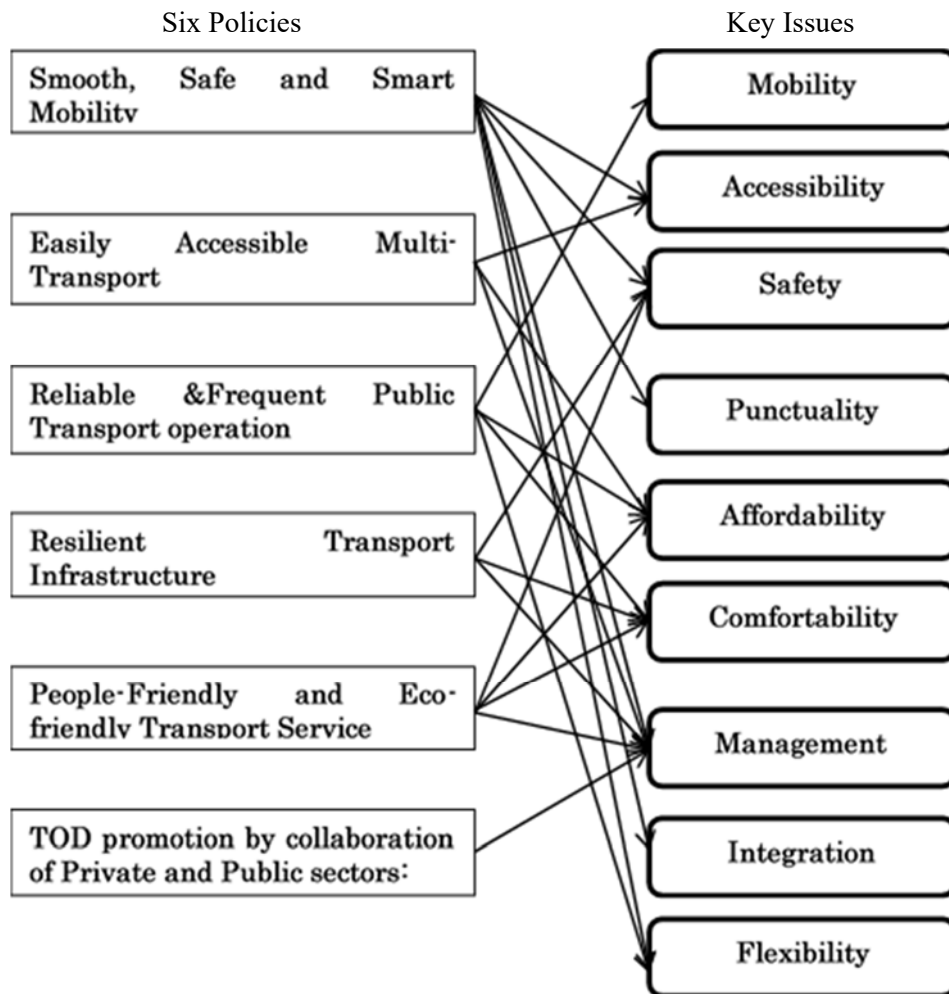 Six Policies
Key Issues
Smooth, Safe and Smart
Mobility
Easily Accessible Multi-
Transport
Reliable &Frequent Public
Transport operation
Resilient Transport
Infrastructure
People-Friendly and Eco-
friendly Transport Service
TOD promotion by collaboration
of Private and Public sectors:
Mobility
Accessibility
Safety
Punctuality
Affordability
Comfortability
Management
Integration
Flexibility